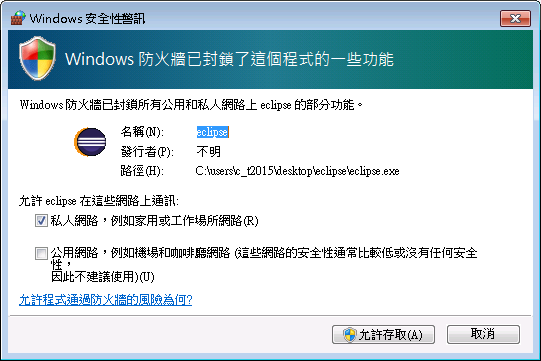 Windows 安全性警訊
Windows 防火牆已封鎖了這個程式的一些功能
Windows 防火牆已封鎖所有公用和私人網路上 eclipse 的部分功能。
名稱(N): eclipse
發行者(P): 不明
路徑(H): C:\users\c_t2015\desktop\eclipse\eclipse.exe
允許 eclipse 在這些網路上通訊:
私人網路，例如家用或工作場所網路(R)
公用網路，例如機場和咖啡廳網路 (這些網路的安全性通常比較低或沒有任何安全
性，
因此不建議使用)(U)
允許程式通過防火牆的風險為何?
允許存取(A) 取消